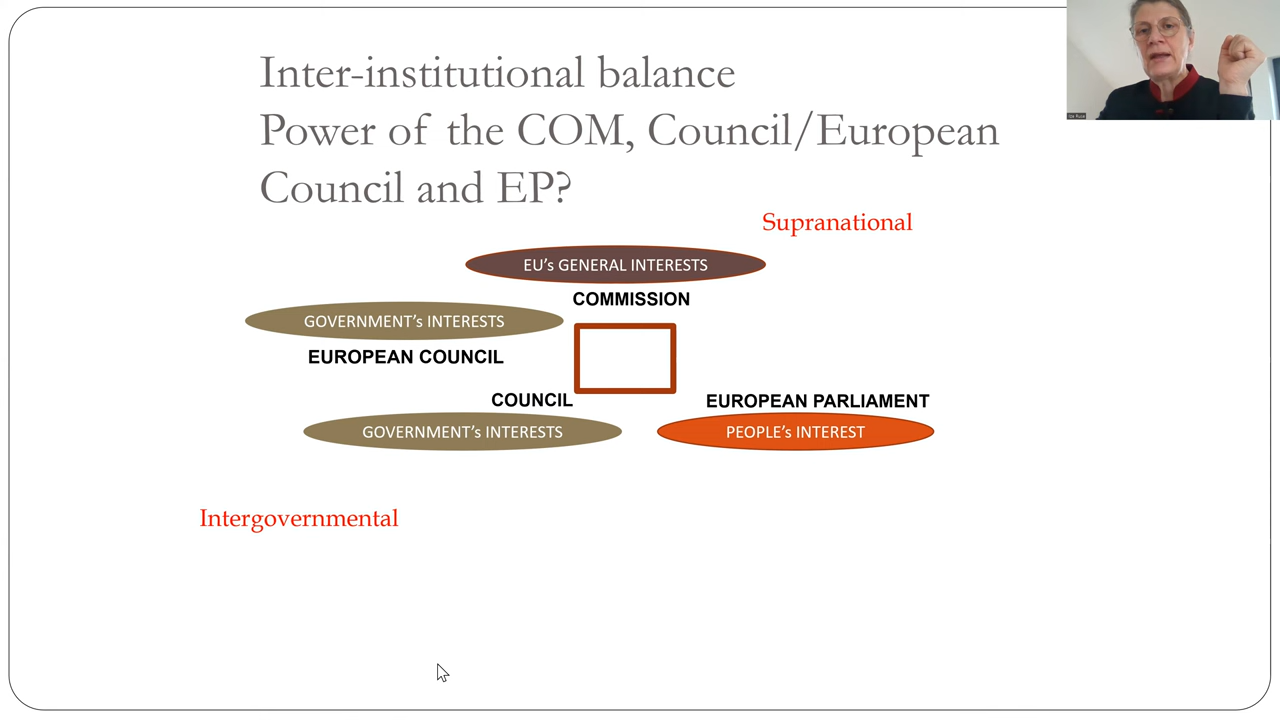 Inter-institutional balance
Power of the COM, Council/European
Council and EP?
Supranational
EU's GENERAL INTERESTS
COMMISSION
GOVERNMENT's INTERESTS
EUROPEAN COUNCIL
COUNCIL
EUROPEAN PARLIAMENT
GOVERNMENT's INTERESTS
PEOPLE's INTEREST
Intergovernmental